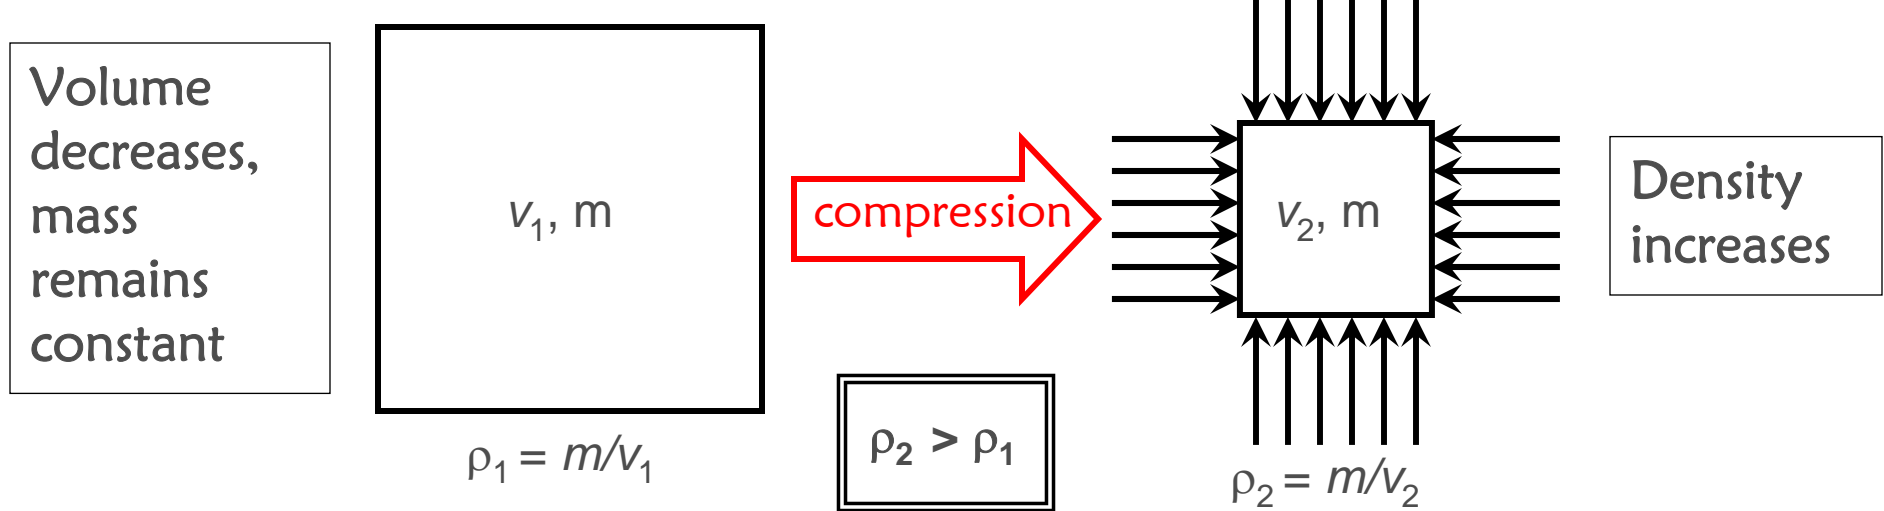 Volume
decreases,
mass
remains
constant
v₁, m
compression
v₂, m
Density
increases
ρ₁ = m/v₁
ρ₂ > ρ₁
ρ₂ = m/v₂